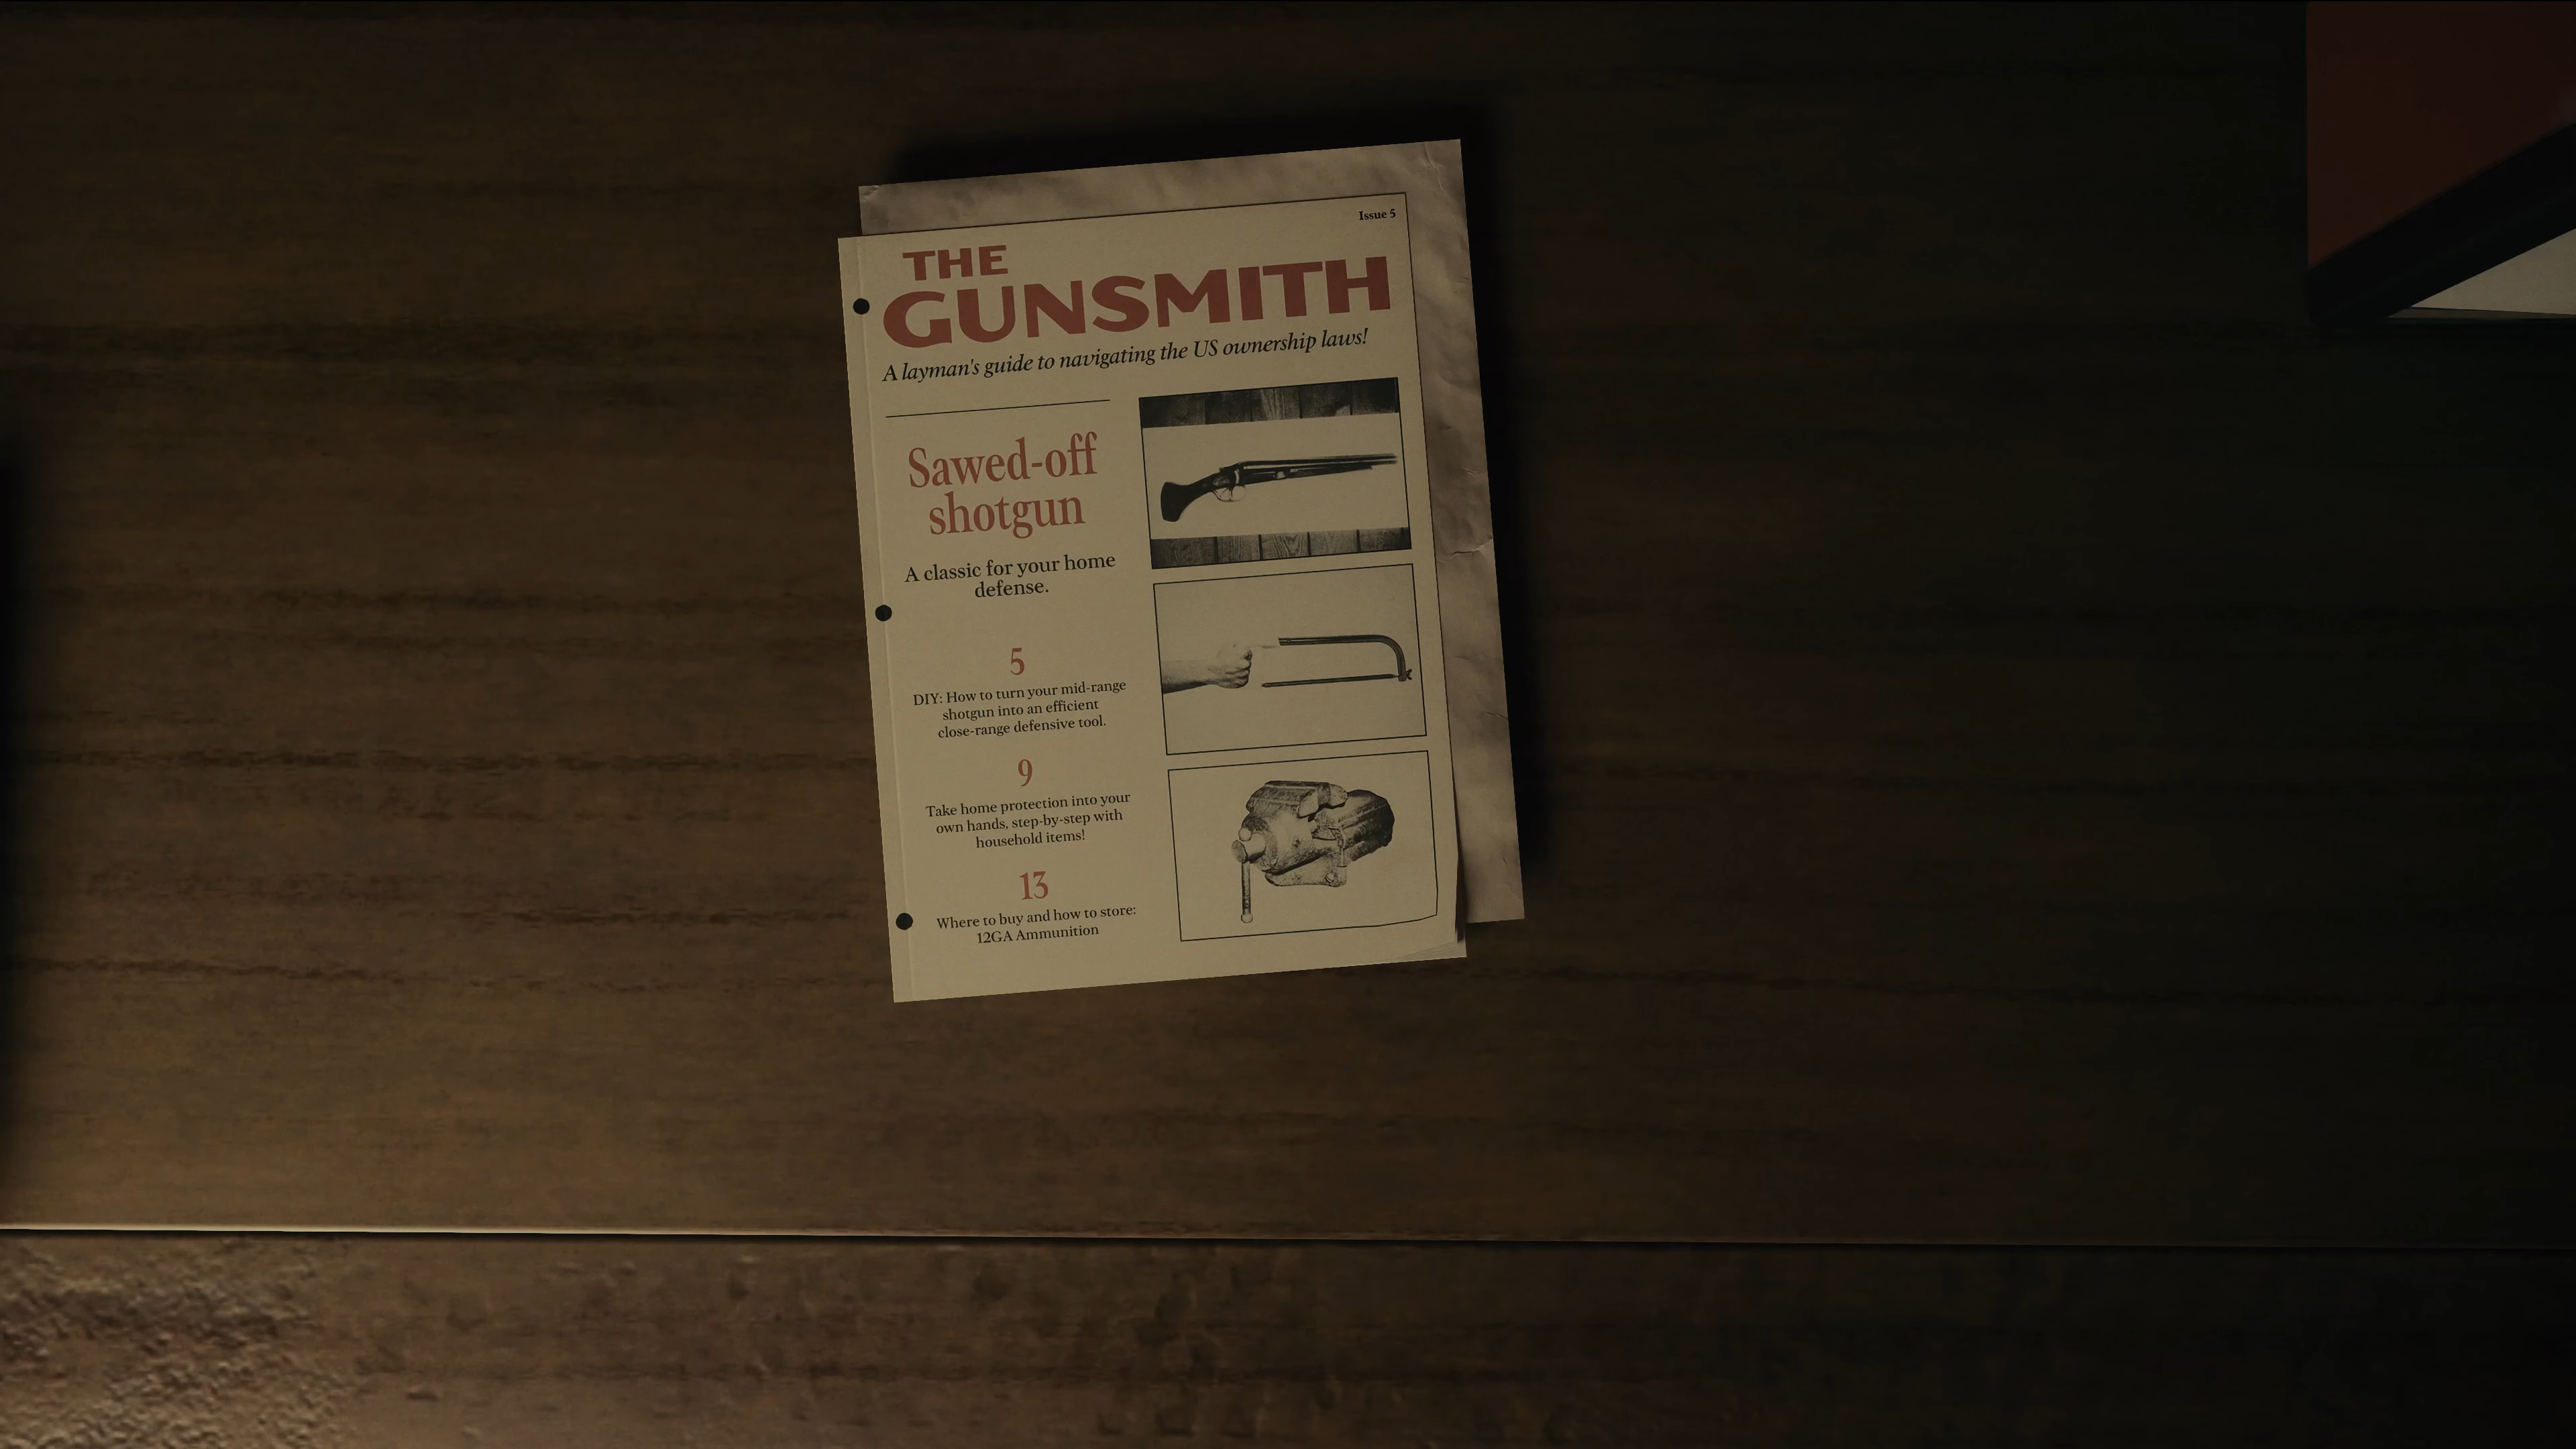 Issue 5
THE
GUNSMITH
A layman's guide to navigating the US ownership laws!
Sawed-off
shotgun
A classic for your home
defense.
5
DIY: How to turn your mid-range
shotgun into an efficient
close-range defensive tool.
9
Take home protection into your
own hands, step-by-step with
household items!
13
Where to buy and how to store:
12GA Ammunition